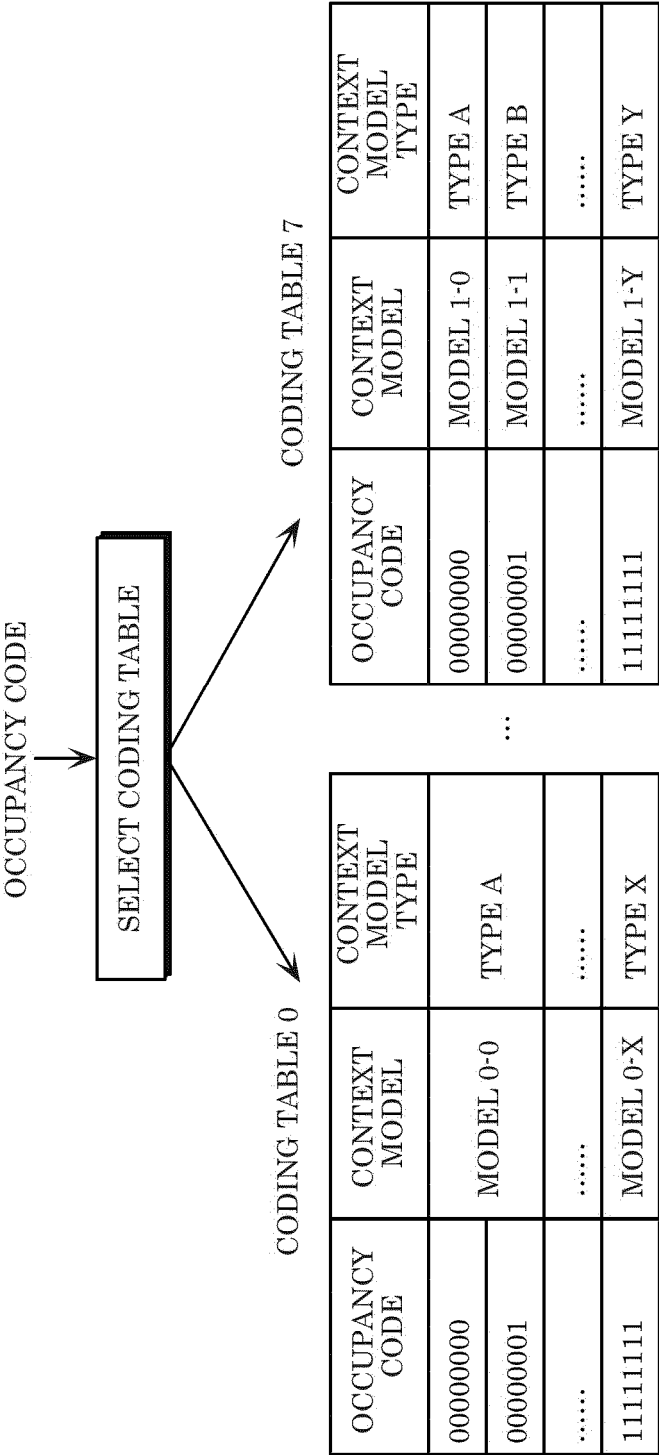 OCCUPANCY CODE
SELECT CODING TABLE
CODING TABLE 0
OCCUPANCY
CODE
CONTEXT
MODEL
CONTEXT
MODEL
TYPE
00000000
MODEL 0-0
TYPE A
00000001
......
......
......
11111111
MODEL 0-X
TYPE X
...
CODING TABLE 7
OCCUPANCY
CODE
CONTEXT
MODEL
CONTEXT
MODEL
TYPE
00000000
MODEL 1-0
TYPE A
00000001
MODEL 1-1
TYPE B
......
......
......
11111111
MODEL 1-Y
TYPE Y